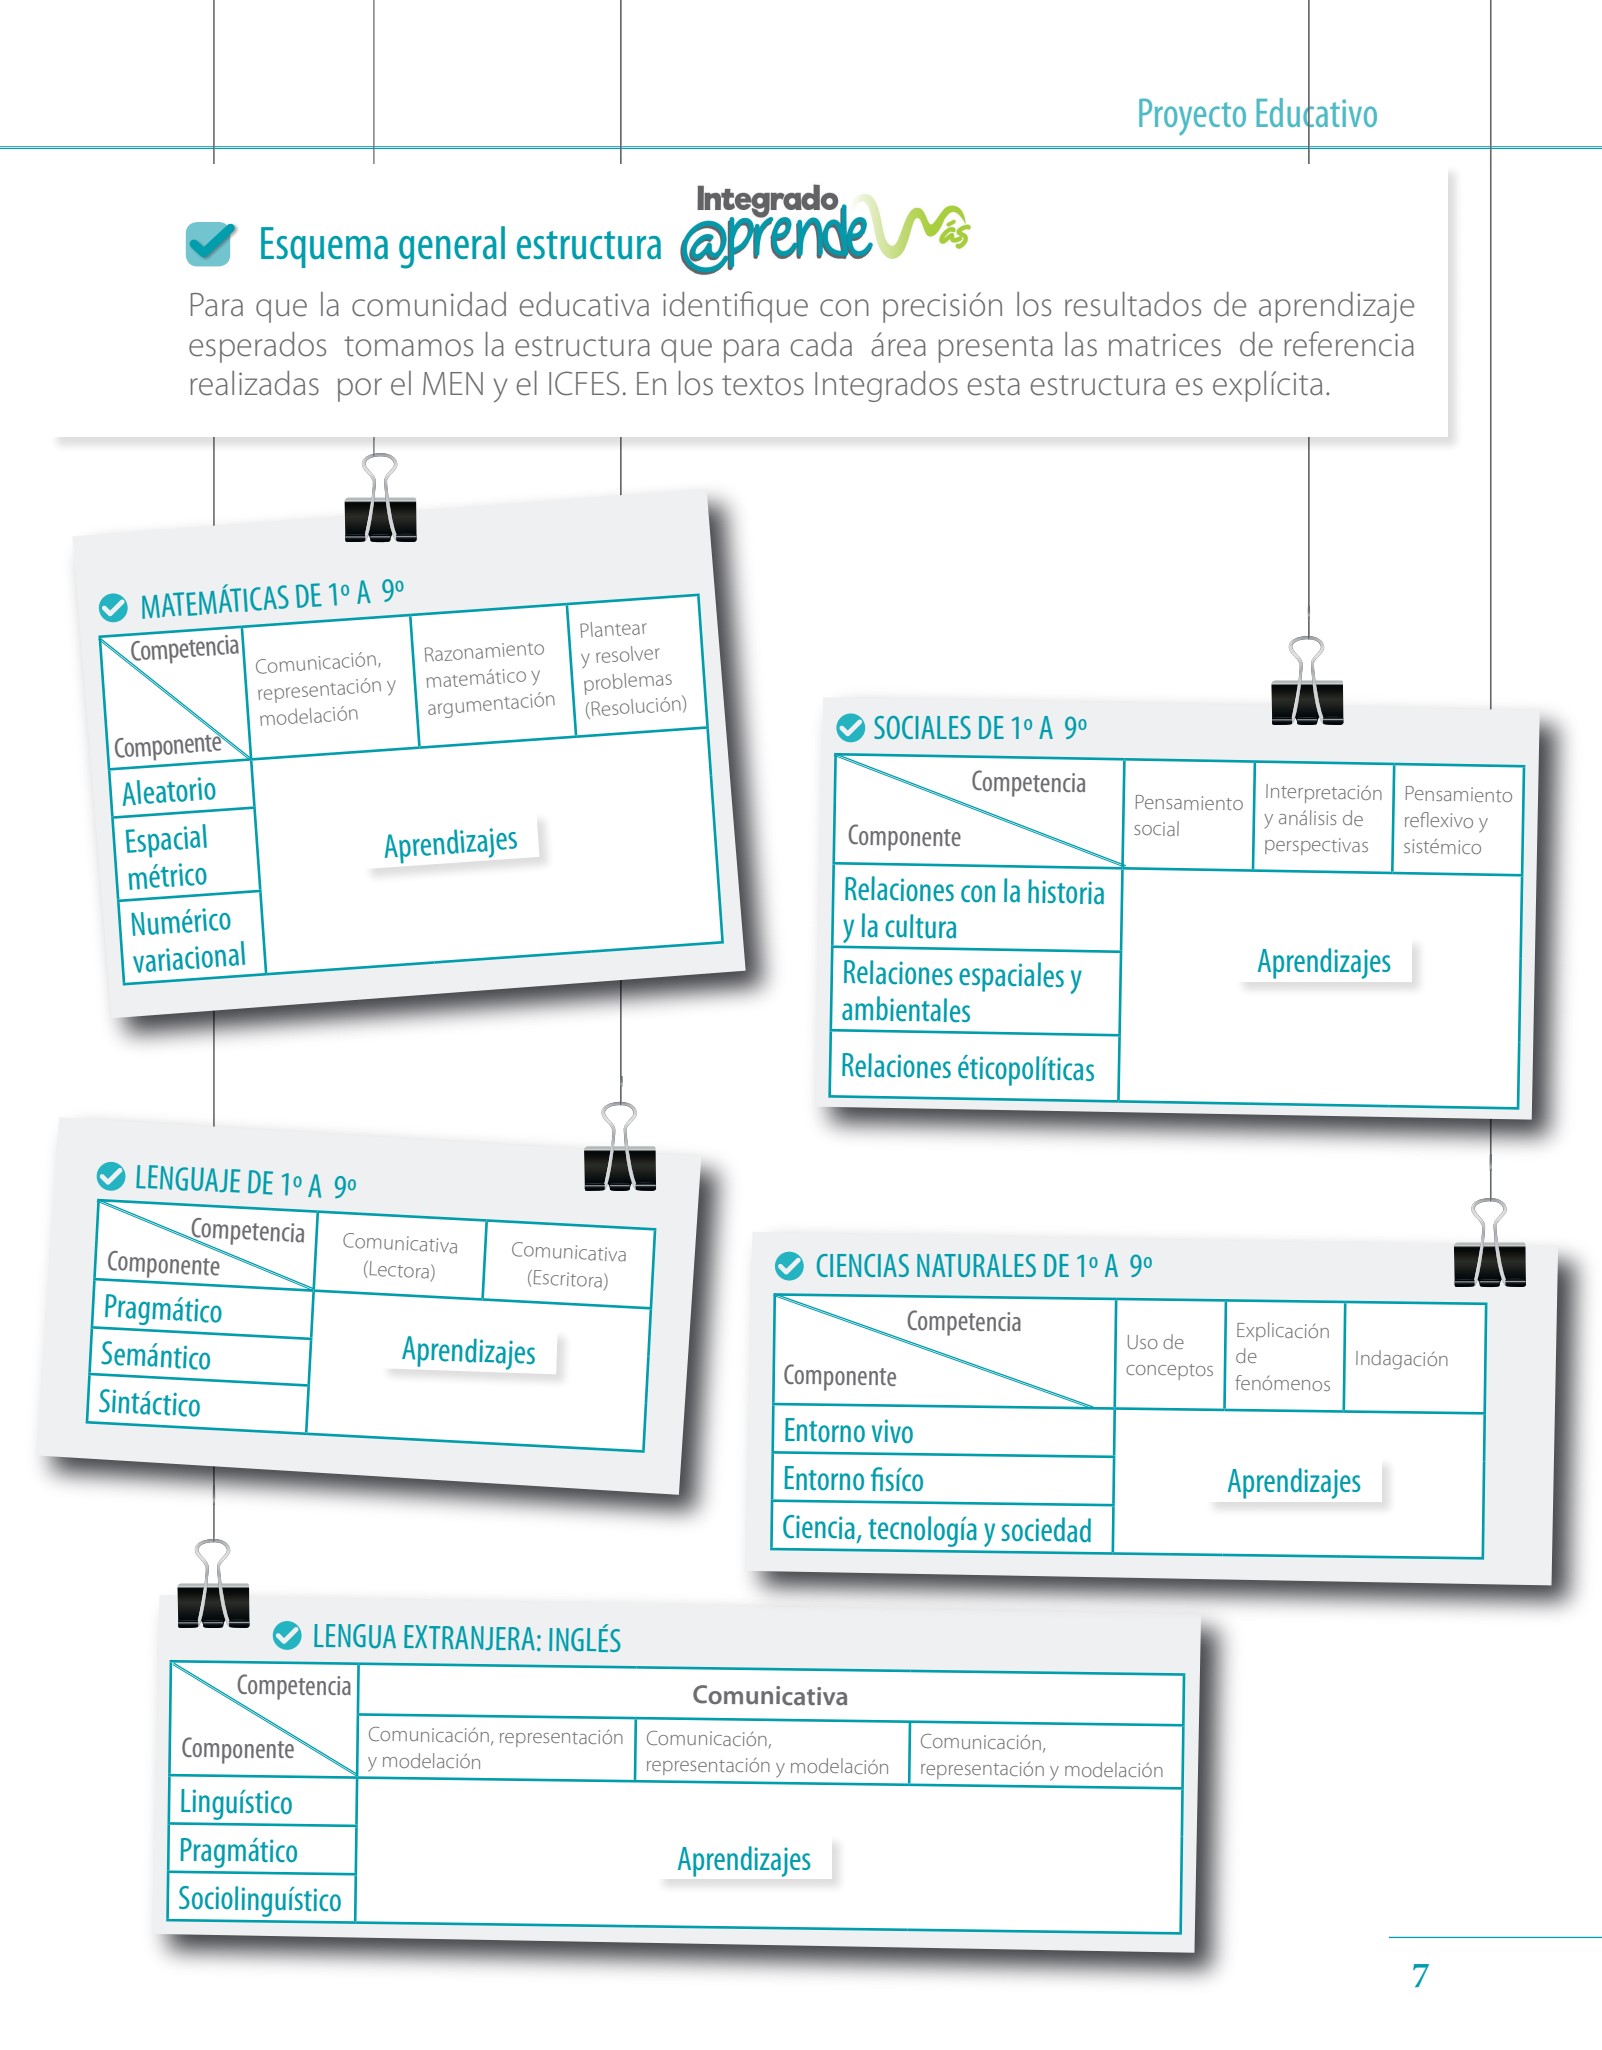 Proyecto Educativo
Esquema general estructura
Integrado
@prende
más
Para que la comunidad educativa identifique con precisión los resultados de aprendizaje
esperados tomamos la estructura que para cada área presenta las matrices de referencia
realizadas por el MEN y el ICFES. En los textos Integrados esta estructura es explícita.
MATEMÁTICAS DE 1º A 9º
Competencia
Componente
Comunicación,
representación y
modelación
Razonamiento
matemático y
argumentación
Plantear
y resolver
problemas
(Resolución)
Aleatorio
Espacial
métrico
Numérico
variacional
Aprendizajes
SOCIALES DE 1º A 9º
Competencia
Componente
Pensamiento
social
Interpretación
y análisis de
perspectivas
Pensamiento
reflexivo y
sistémico
Relaciones con la historia
y la cultura
Relaciones espaciales y
ambientales
Relaciones éticopolíticas
Aprendizajes
LENGUAJE DE 1º A 9º
Competencia
Componente
Comunicativa
(Lectora)
Comunicativa
(Escritora)
Pragmático
Semántico
Sintáctico
Aprendizajes
CIENCIAS NATURALES DE 1º A 9º
Competencia
Componente
Uso de
conceptos
Explicación
de
fenómenos
Indagación
Entorno vivo
Entorno fisíco
Ciencia, tecnología y sociedad
Aprendizajes
LENGUA EXTRANJERA: INGLÉS
Competencia
Componente
Comunicativa
Comunicación, representación
y modelación
Comunicación,
representación y modelación
Comunicación,
representación y modelación
Linguístico
Pragmático
Sociolinguístico
Aprendizajes
7